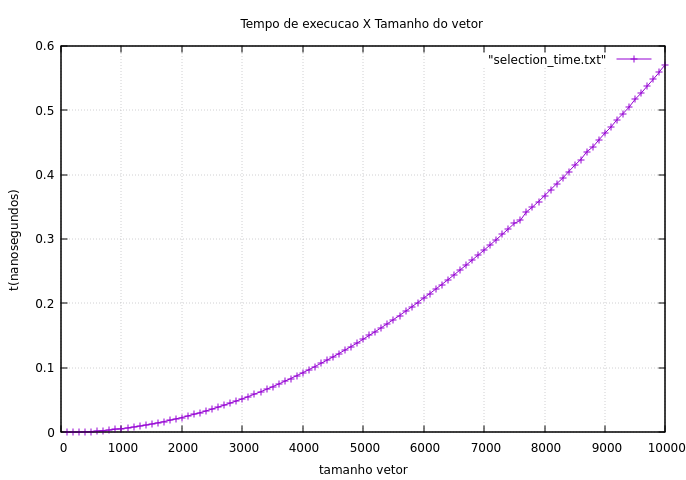 Tempo de execucao X Tamanho do vetor
"selection_time.txt"
t(nanosegundos)
0.6
0.5
0.4
0.3
0.2
0.1
0
0 1000 2000 3000 4000 5000 6000 7000 8000 9000 10000
tamanho vetor